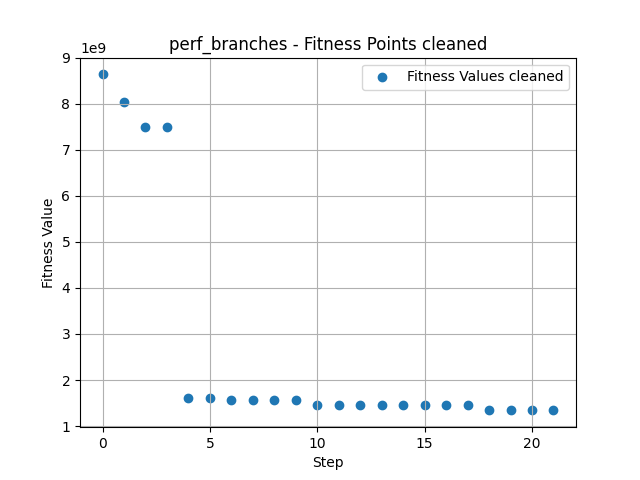 perf_branches - Fitness Points cleaned
1e9
Fitness Values cleaned
9
8
7
6
5
4
3
2
1
Fitness Value
0 5 10 15 20
Step